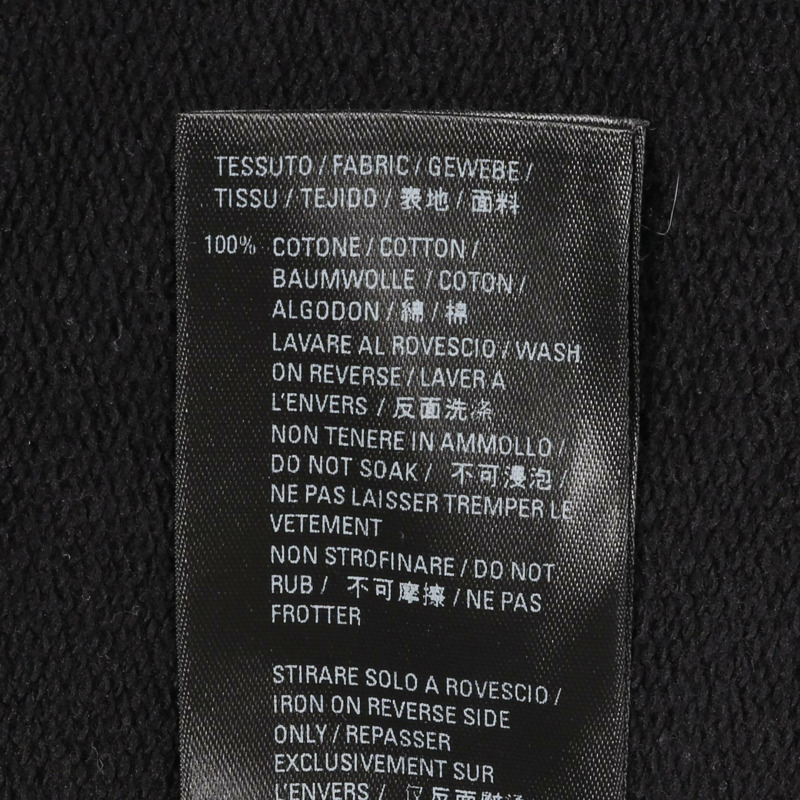 TESSUTO / FABRIC / GEWEBE /
TISSU / TEJIDO / 表地 / 面料
100% COTONE / COTTON /
BAUMWOLLE / COTON /
ALGODON / 綿 / 棉
LAVARE AL ROVESCIO / WASH
ON REVERSE / LAVER A
L'ENVERS / 反面洗涤
NON TENERE IN AMMOLLO /
DO NOT SOAK / 不可浸泡 /
NE PAS LAISSER TREMPER LE
VETEMENT
NON STROFINARE / DO NOT
RUB / 不可摩擦 / NE PAS
FROTTER
STIRARE SOLO A ROVESCIO /
IRON ON REVERSE SIDE
ONLY / REPASSER
EXCLUSIVEMENT SUR
L'ENVERS / 反面